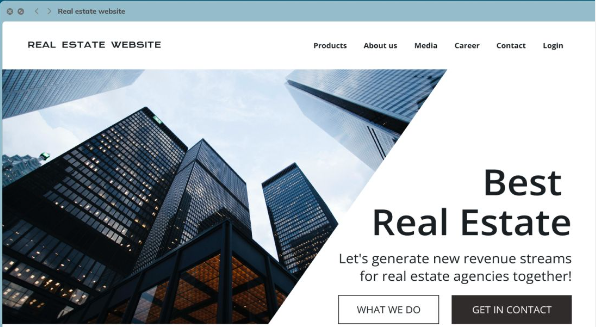 Real estate website
REAL ESTATE WEBSITE
Products About us Media Career Contact Login
Best
Real Estate
Let's generate new revenue streams
for real estate agencies together!
WHAT WE DO GET IN CONTACT